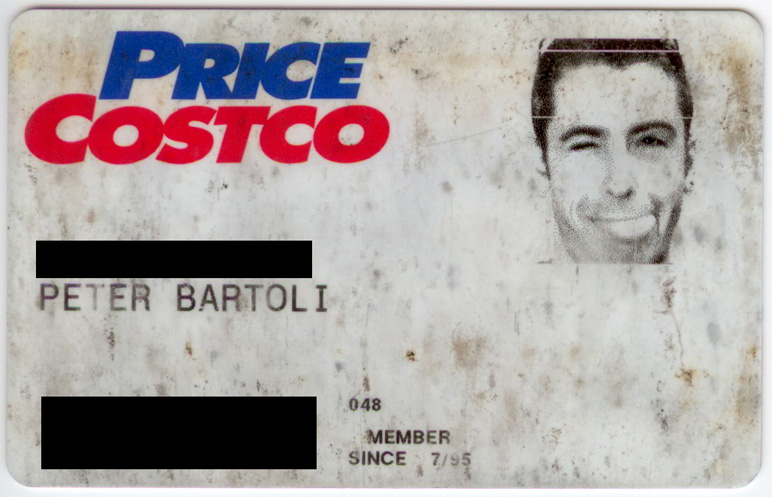 PRICE
COSTCO
PETER BARTOLI
048
MEMBER
SINCE 7/95